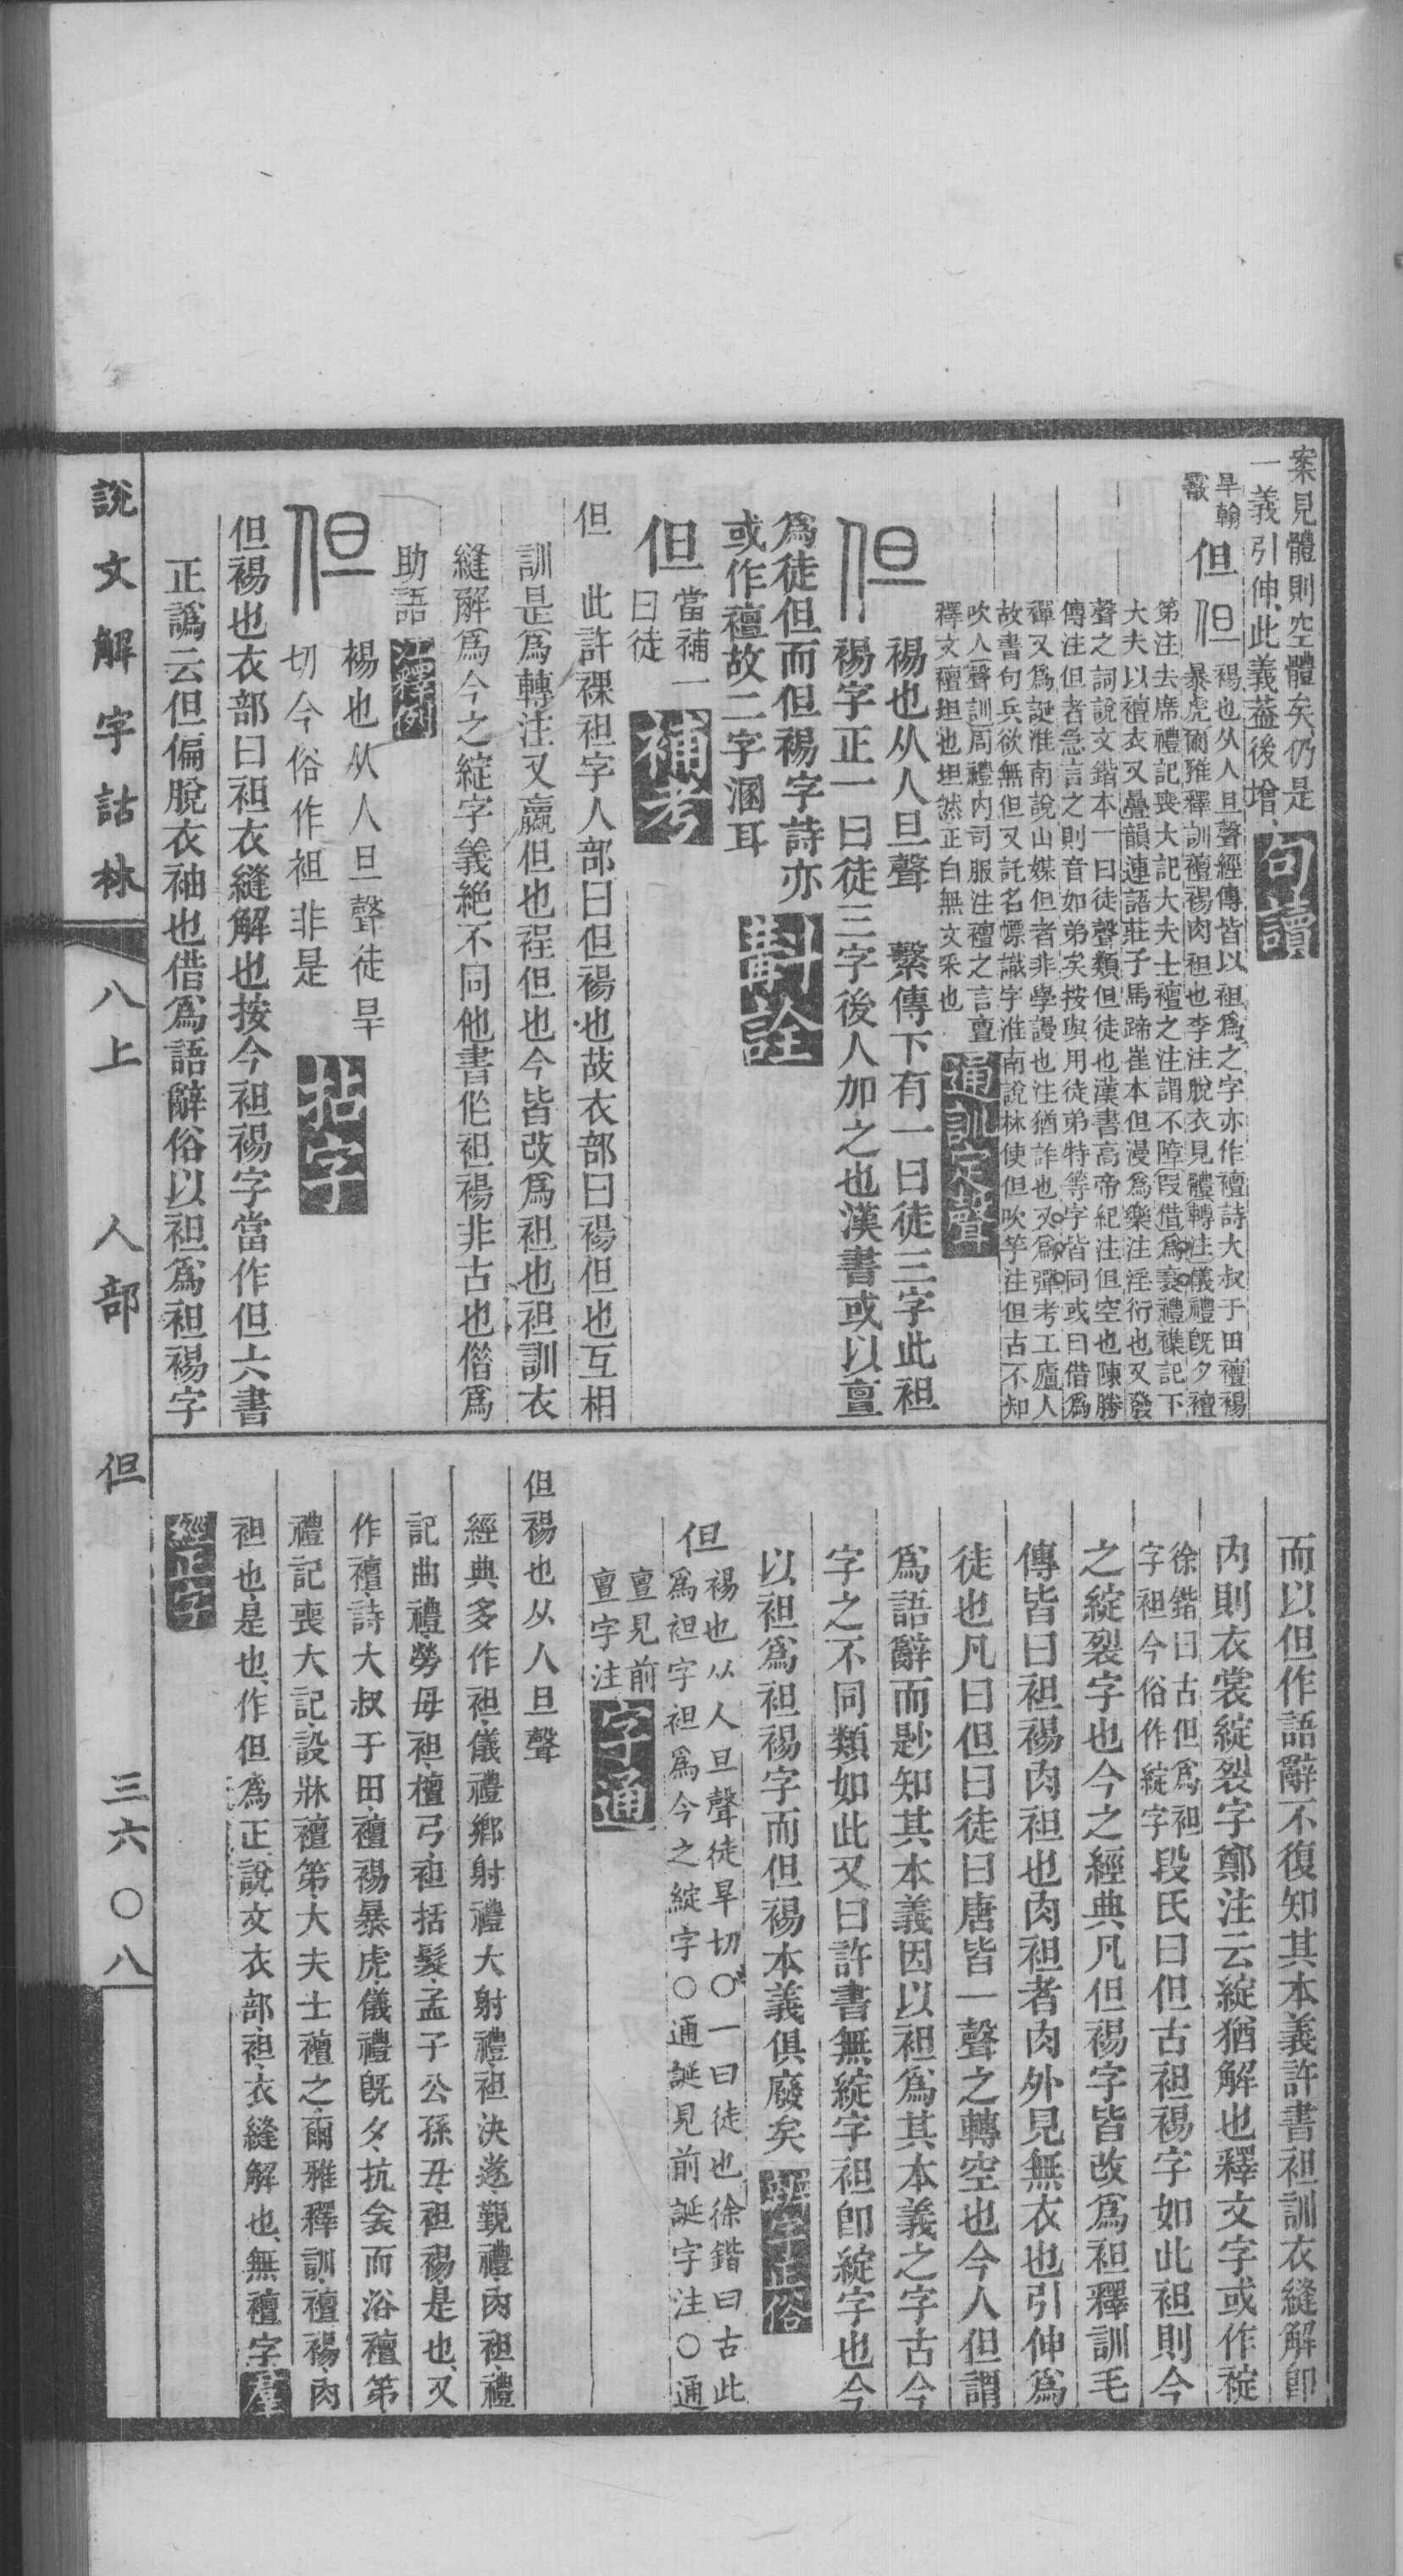 案見體則空體矣仍是
一義引伸此義葢後增 句讀
旱翰
但
裼也从人旦聲經傳皆以袒爲之字亦作襢詩大叔于田襢裼
暴虎爾雅釋訓襢裼肉袒也李注脫衣見體轉注儀禮旣夕襢
第注去席禮記喪大記大夫士襢之注謂不障叚借爲襄禮襍記下
大夫以襢衣又疊韻連語莊子馬蹄崔本但漫爲樂注淫衍也又發
聲之詞說文鍇本一曰徒聲類但徒也漢書高帝紀注但空也陳勝
傳注但者急言之則音如弟矣按與用徒弟特等字皆同或曰借爲
禪又爲誕淮南說山媒但者非學謾也注猶詐也又爲彈考工廬人
故書句兵欲無但又託名幖識字淮南說林使但吹竽注但古不知
吹人一聲訓周禮內司服注襢之言亶
釋文襢坦也坦然正白無文采也 通訓定聲
但 裼也从人旦聲 繫傳下有一曰徒三字此袒
裼字正一曰徒三字後人加之也漢書或以亶
爲徒但而但裼字詩亦
或作襢故二字溷耳 斠詮
但 當補一
曰徒 補考
但 此許裸袒字人部曰但裼也故衣部曰裼但也互相
訓是爲轉注又臝但也裎但也今皆改爲袒也袒訓衣
縫解爲今之綻字義絶不同他書作袒裼非古也偺爲
助語 釋例
但 裼也从人旦聲徒旱
切今俗作袒非是 拈字
但裼也衣部曰袒衣縫解也按今袒裼字當作但六書
正譌云但偏脫衣袖也借爲語辭俗以袒爲袒裼字
而以但作語辭不復知其本義許書袒訓衣縫解卽
內則衣裳綻裂字鄭注云綻猶解也釋文字或作䘺
徐鍇曰古但爲袒
字袒今俗作綻字 段氏曰但古袒裼字如此袒則今
之綻裂字也今之經典凡但裼字皆改爲袒釋訓毛
傳皆曰袒裼肉袒也肉袒者肉外見無衣也引伸爲
徒也凡曰但曰徒曰唐皆一聲之轉空也今人但謂
爲語辭而尟知其本義因以袒爲其本義之字古今
字之不同類如此又曰許書無綻字袒卽綻字也今
以袒爲袒裼字而但裼本義俱廢矣
但 裼也从人旦聲徒旱切〇一曰徒也徐鍇曰古此
爲袒字袒爲今之綻字〇通誕見前誕字注〇通
亶見前
亶字注 字通
但裼也从人旦聲
經典多作袒儀禮鄉射禮大射禮袒決遂覲禮肉袒禮
記曲禮勞毋袒檀弓袒括髮孟子公孫丑袒裼是也又
作襢詩大叔于田襢裼暴虎儀禮旣夕抗衾而浴襢第
禮記喪大記設牀襢第大夫士襢之爾雅釋訓襢裼肉
袒也是也作但爲正說文衣部袒衣縫解也無襢字
經正字
說文解字詁林 八上 人部 但 三六〇八